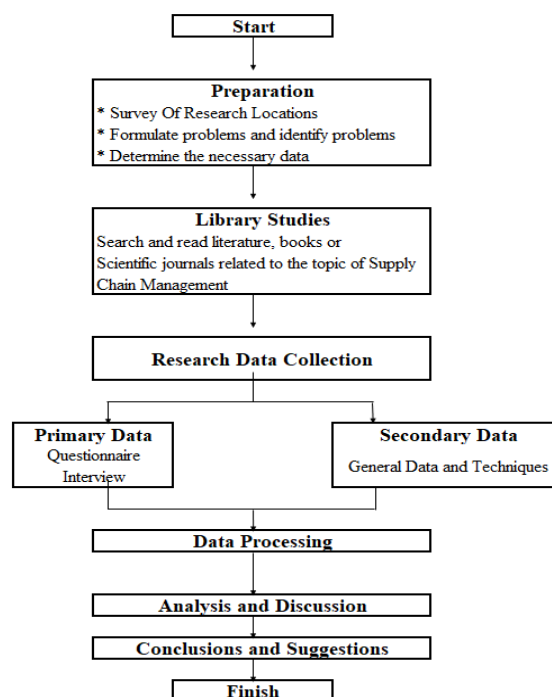 Start
Preparation
* Survey Of Research Locations
* Formulate problems and identify problems
* Determine the necessary data
Library Studies
Search and read literature, books or
Scientific journals related to the topic of Supply
Chain Management
Research Data Collection
Primary Data
Questionnaire
Interview
Secondary Data
General Data and Techniques
Data Processing
Analysis and Discussion
Conclusions and Suggestions
Finish